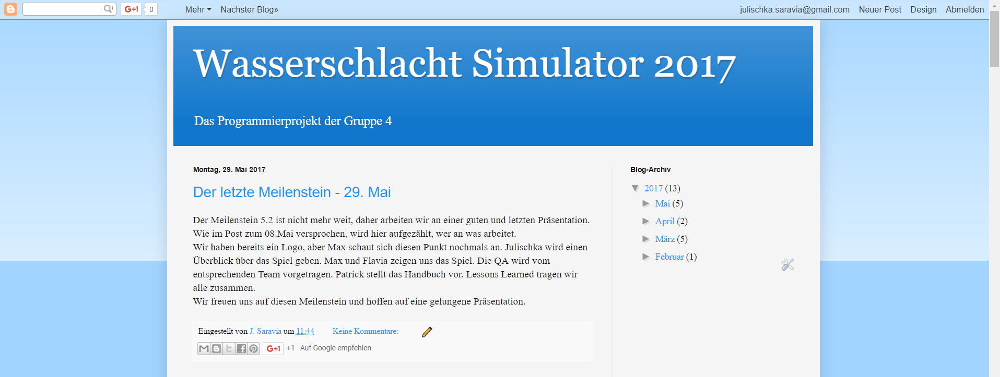 G+1 0 Mehr Nächster Blog» julischka.saravia@gmail.com Neuer Post Design Abmelden
Wasserschlacht Simulator 2017
Das Programmierprojekt der Gruppe 4
Montag, 29. Mai 2017
Der letzte Meilenstein - 29. Mai
Der Meilenstein 5.2 ist nicht mehr weit, daher arbeiten wir an einer guten und letzten Präsentation.
Wie im Post zum 08.Mai versprochen, wird hier aufgezählt, wer an was arbeitet.
Wir haben bereits ein Logo, aber Max schaut sich diesen Punkt nochmals an. Julischka wird einen
Überblick über das Spiel geben. Max und Flavia zeigen uns das Spiel. Die QA wird vom
entsprechenden Team vorgetragen. Patrick stellt das Handbuch vor. Lessons Learned tragen wir
alle zusammen.
Wir freuen uns auf diesen Meilenstein und hoffen auf eine gelungene Präsentation.
Eingestellt von J. Saravia um 11:44 Keine Kommentare:
G+1 +1 Auf Google empfehlen
Blog-Archiv
▼ 2017 (13)
► Mai (5)
► April (2)
► März (5)
► Februar (1)